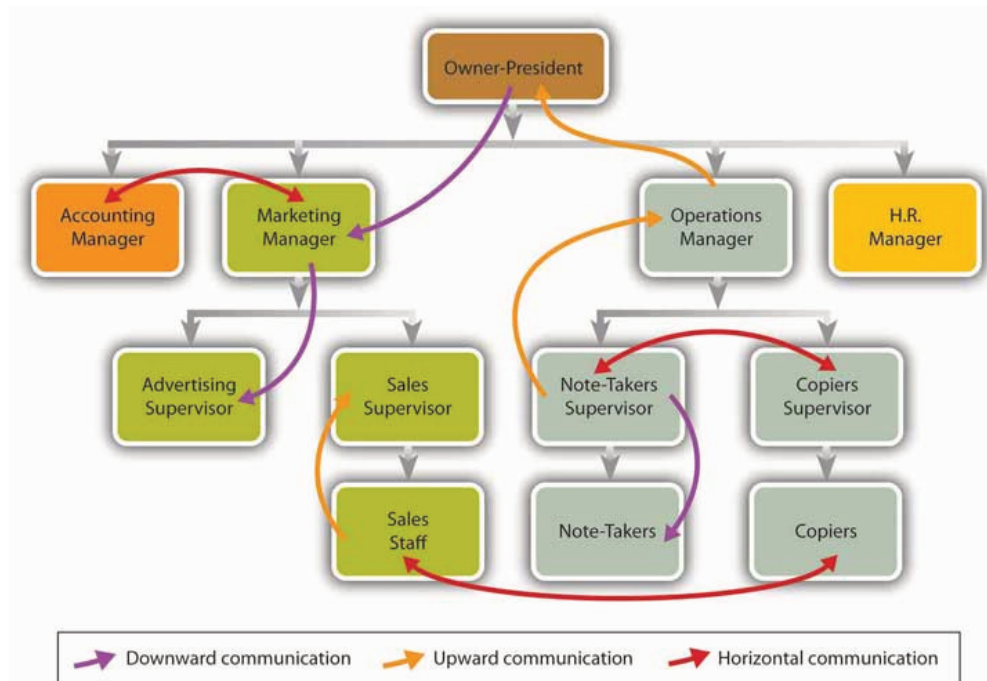 Owner-President
Accounting
Manager
Marketing
Manager
Operations
Manager
H.R.
Manager
Advertising
Supervisor
Sales
Supervisor
Note-Takers
Supervisor
Copiers
Supervisor
Sales
Staff
Note-Takers
Copiers
Downward communication
Upward communication
Horizontal communication